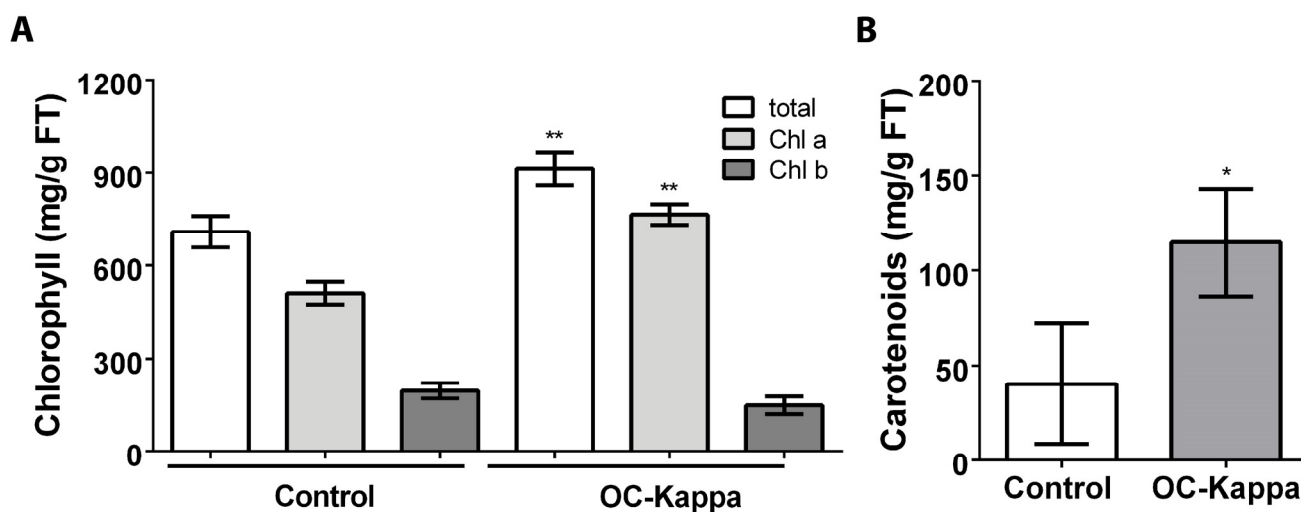 A
Chlorophyll (mg/g FT)
1200
900
600
300
0
total
Chl a
Chl b
**
**
Control
OC-Kappa
B
Carotenoids (mg/g FT)
200
150
100
50
0
*
Control
OC-Kappa